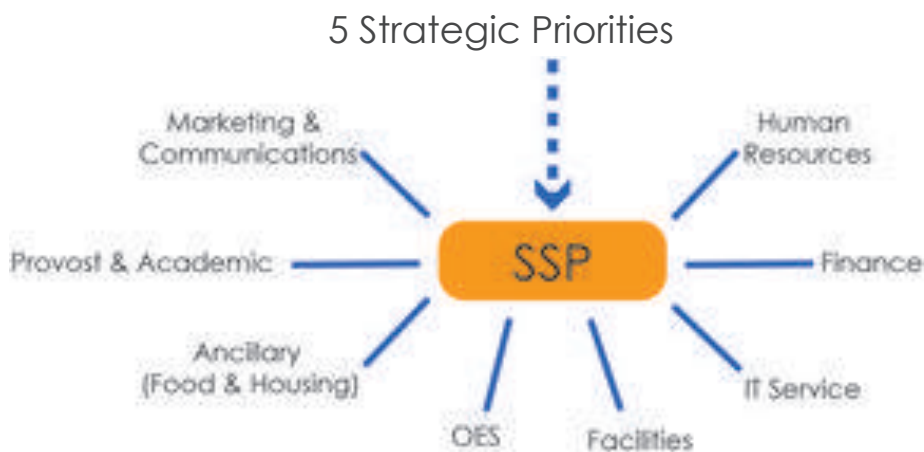 5 Strategic Priorities
Marketing &
Communications
Human
Resources
Provost & Academic
SSP
Finance
Ancillary
(Food & Housing)
IT Service
OES
Facilities